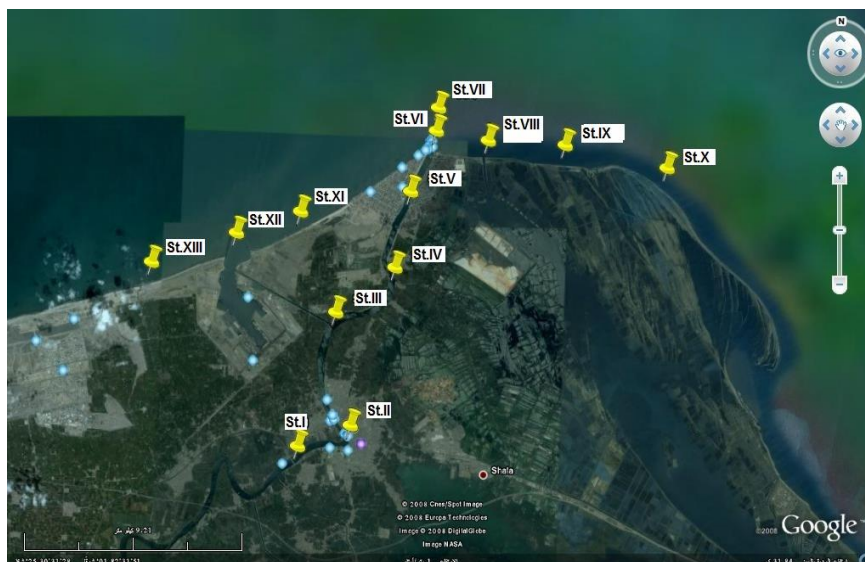 N
St.VII
St.VI
St.VIII
St.IX
St.X
St.V
St.XI
St.XII
St.XIII
St.IV
St.III
St.II
St.I
Shata
© 2008 Cnes/Spot Image
© 2008 Europa Technologies
Image © 2008 DigitalGlobe
Image NASA
©2008 Google